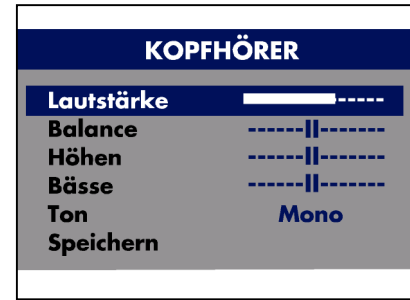 KOPFHÖRER
Lautstärke -----
Balance ------||-------
Höhen ------||-------
Bässe ------||-------
Ton Mono
Speichern